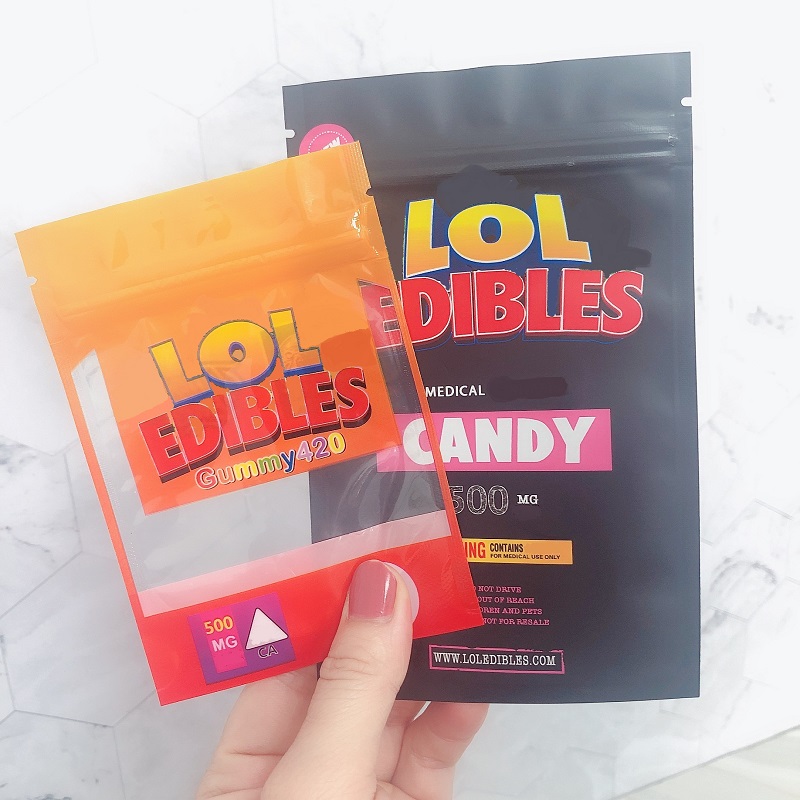 LOL
EDIBLES
Gummy420
500
MG
CA
LOL
EDIBLES
MEDICAL
CANDY
500 MG
CONTAINS
FOR MEDICAL USE ONLY
NOT DRIVE
OUT OF REACH
AND PETS
NOT FOR RESALE
WWW.LOLEDIBLES.COM